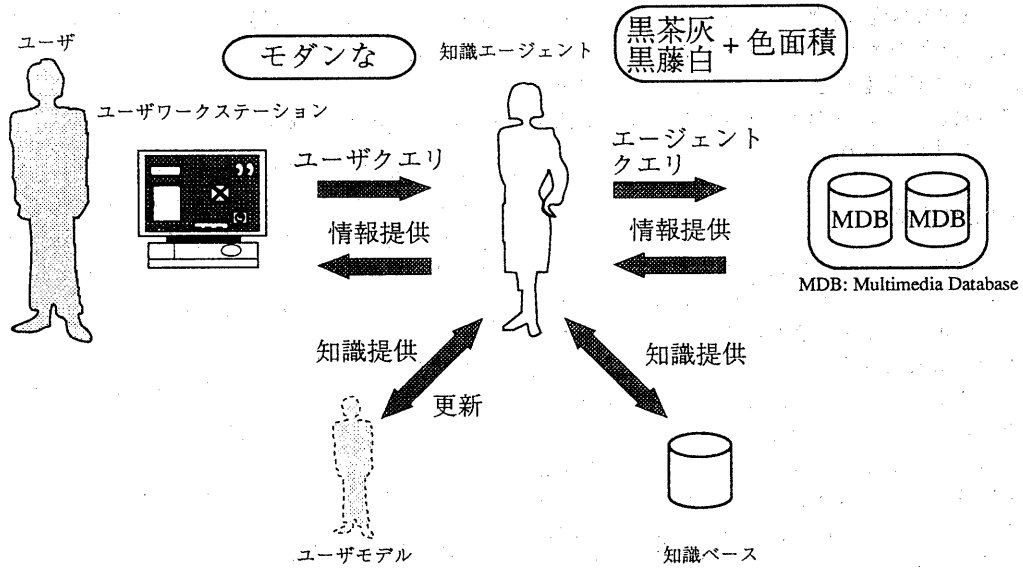 ユーザ
モダンな
知識エージェント
黒茶灰
黒藤白
+ 色面積
ユーザワークステーション
ユーザクエリ
エージェント
クエリ
情報提供
情報提供
MDB
MDB
MDB: Multimedia Database
知識提供
知識提供
更新
ユーザモデル
知識ベース